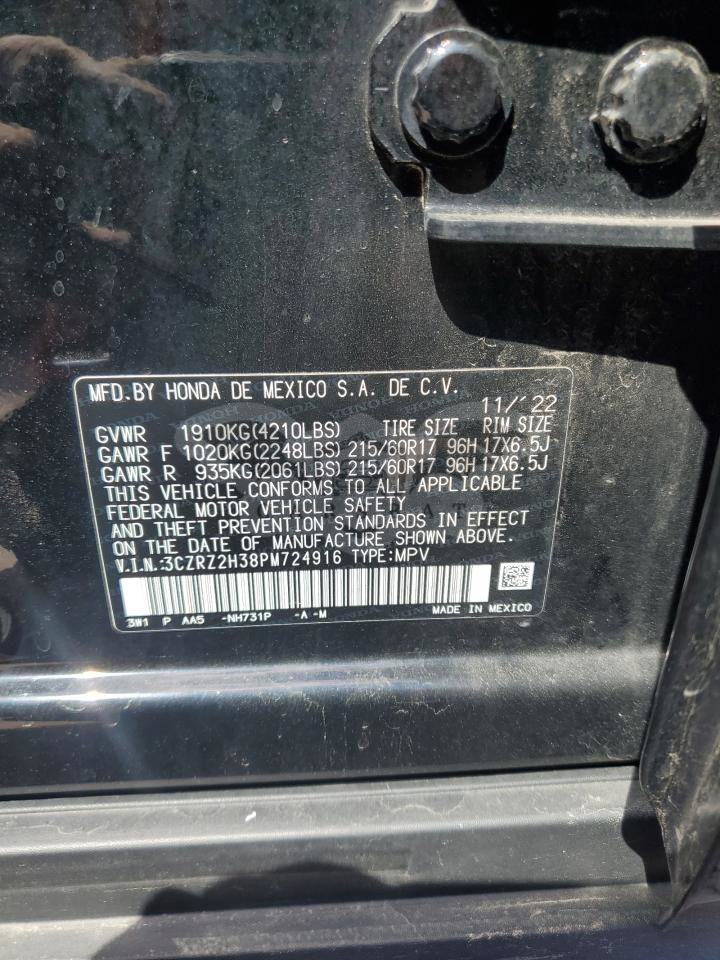 MFD.BY HONDA DE MEXICO S.A. DE C.V.
11/'22
GVWR 1910KG(4210LBS) TIRE SIZE RIM SIZE
GAWR F 1020KG(2248LBS) 215/60R17 96H 17X6.5J
GAWR R 935KG(2061LBS) 215/60R17 96H 17X6.5J
THIS VEHICLE CONFORMS TO ALL APPLICABLE
FEDERAL MOTOR VEHICLE SAFETY
AND THEFT PREVENTION STANDARDS IN EFFECT
ON THE DATE OF MANUFACTURE SHOWN ABOVE.
V.I.N.:3CZRZ2H38PM724916 TYPE:MPV
3W1 P AA5 -NH731P -A -M MADE IN MEXICO